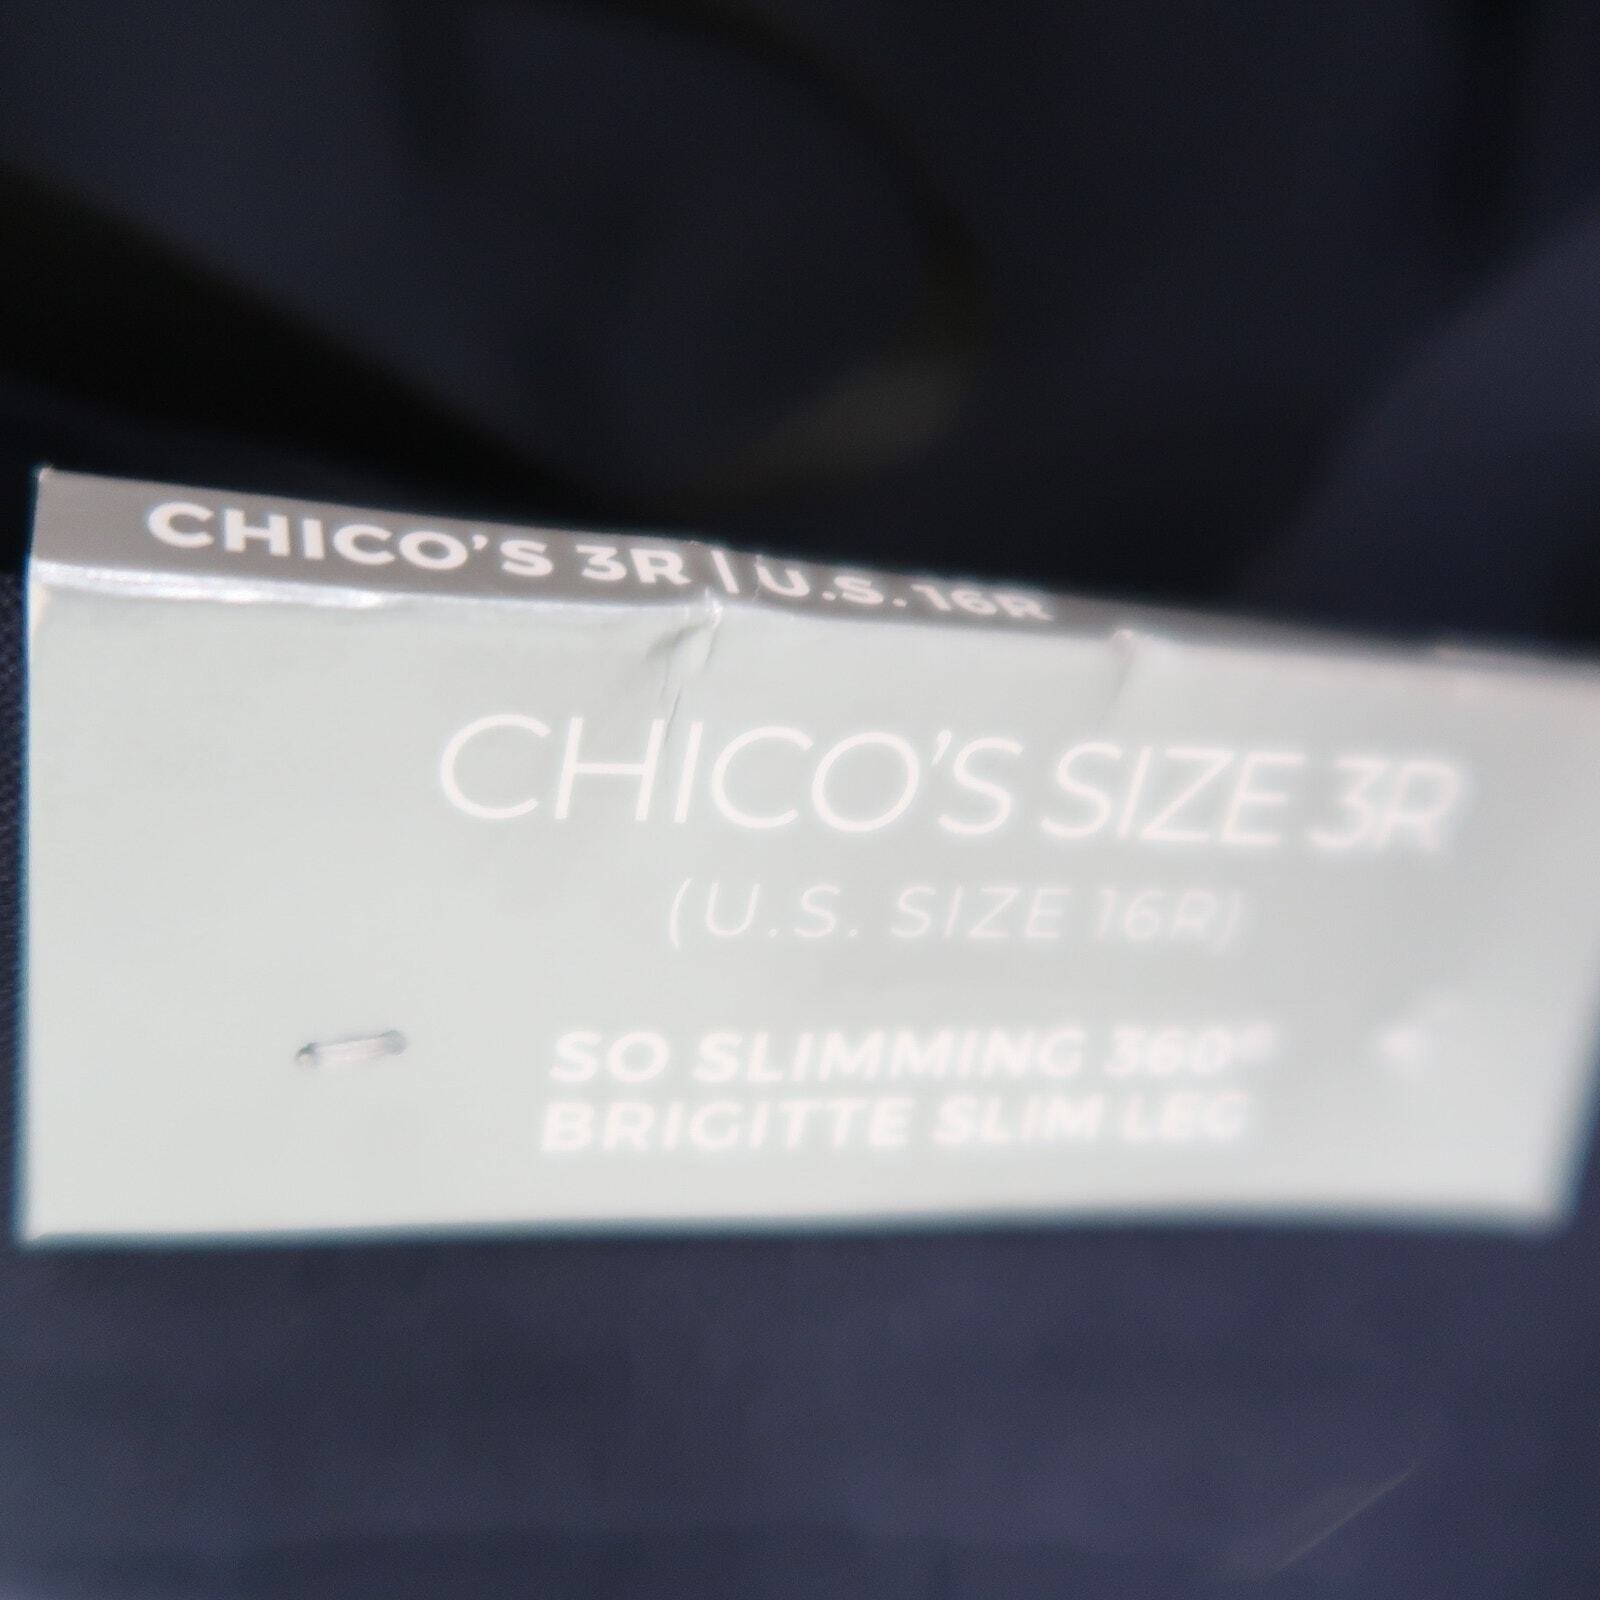 CHICO'S 3R | U.S. 16R
CHICO'S SIZE 3R
(U.S. SIZE 16R)
SO SLIMMING 360°
BRIGITTE SLIM LEG